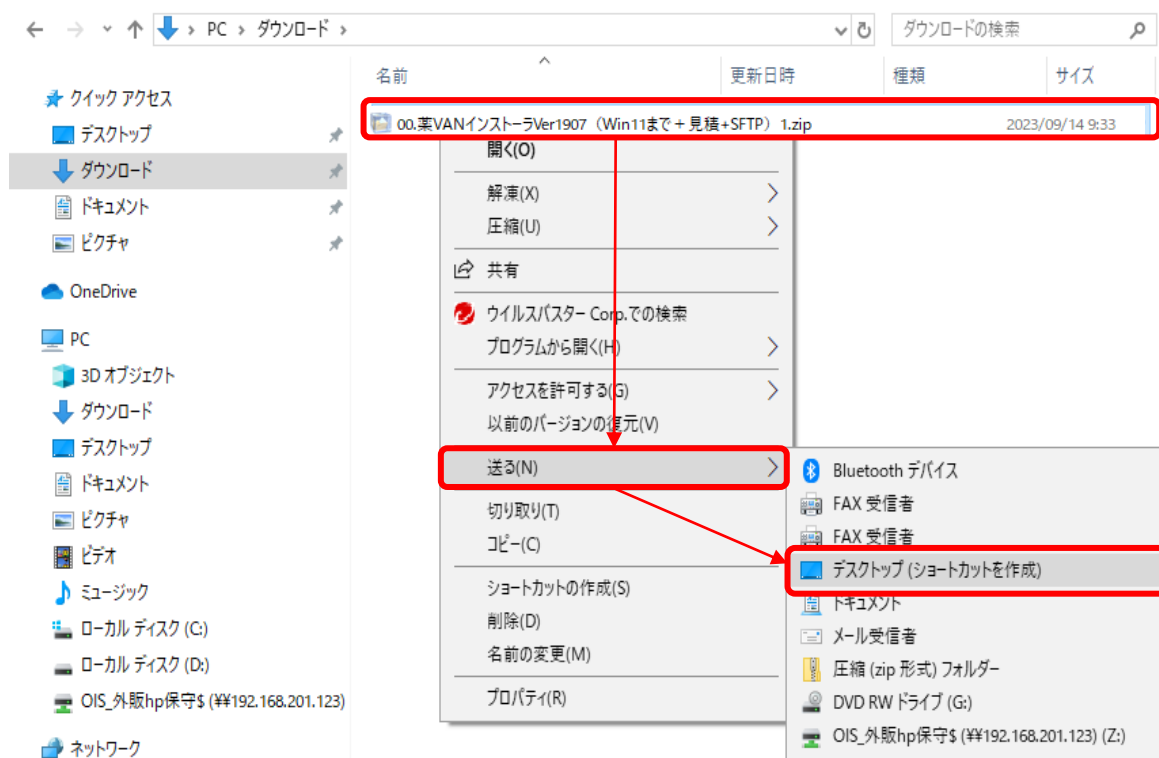 PC › ダウンロード ›
ダウンロードの検索
名前
更新日時
種類
サイズ
クイック アクセス
デスクトップ
ダウンロード
ドキュメント
ピクチャ
OneDrive
PC
3D オブジェクト
ダウンロード
デスクトップ
ドキュメント
ピクチャ
ビデオ
ミュージック
ローカル ディスク (C:)
ローカル ディスク (D:)
OIS_外販hp保守$ (¥¥192.168.201.123)
ネットワーク
00.薬VANインストーラVer1907（Win11まで＋見積+SFTP）1.zip
2023/09/14 9:33
開く(O)
解凍(X)
圧縮(U)
共有
ウイルスバスター Corp.での検索
プログラムから開く(H)
アクセスを許可する(G)
以前のバージョンの復元(V)
送る(N)
切り取り(T)
コピー(C)
ショートカットの作成(S)
削除(D)
名前の変更(M)
プロパティ(R)
Bluetooth デバイス
FAX 受信者
FAX 受信者
デスクトップ (ショートカットを作成)
ドキュメント
メール受信者
圧縮 (zip 形式) フォルダー
DVD RW ドライブ (G:)
OIS_外販hp保守$ (¥¥192.168.201.123) (Z:)